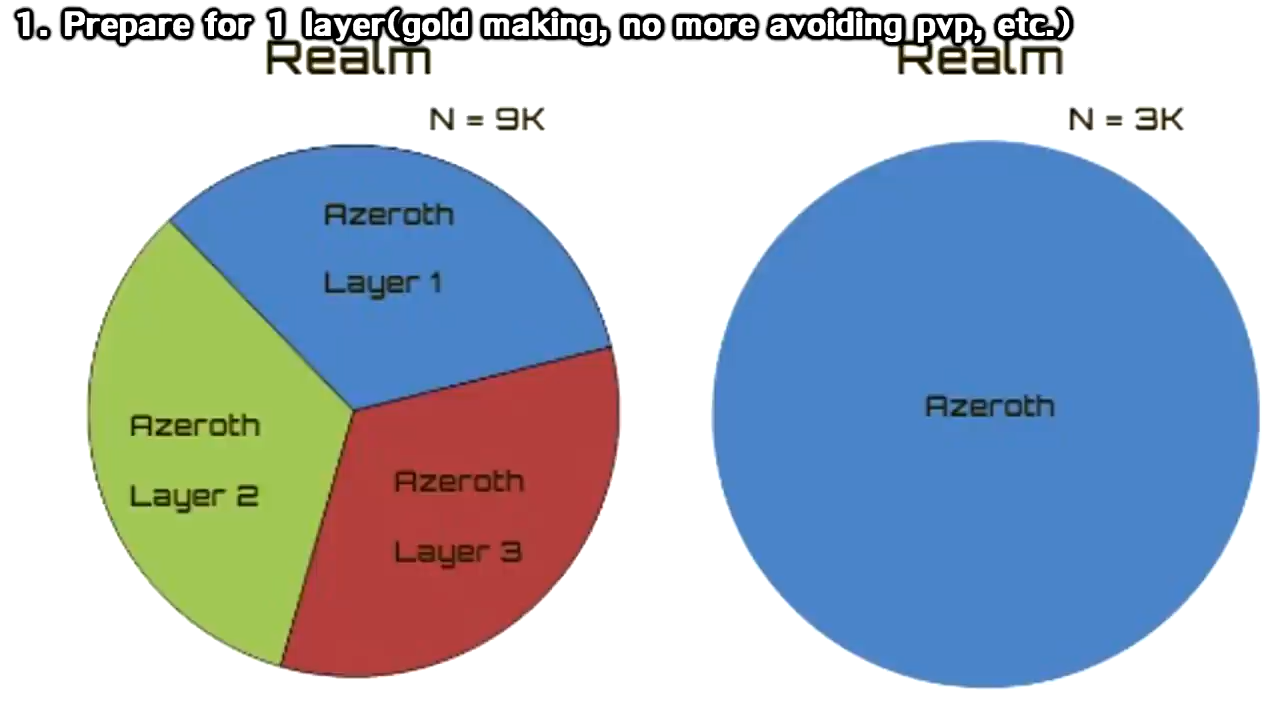 1. Prepare for 1 layer(gold making, no more avoiding pvp, etc.)
Realm
N = 9K
Azeroth
Layer 1
Azeroth
Layer 2
Azeroth
Layer 3
Realm
N = 3K
Azeroth